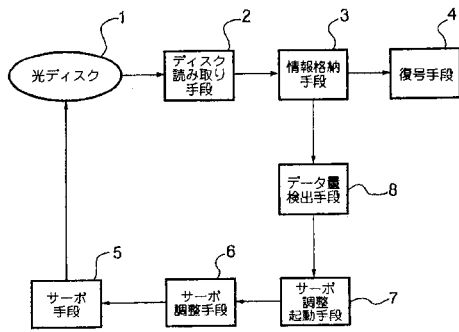 1
光ディスク
2
ディスク
読み取り
手段
3
情報格納
手段
4
復号手段
データ量
検出手段
8
5
サーボ
手段
6
サーボ
調整手段
サーボ
調整
起動手段
7